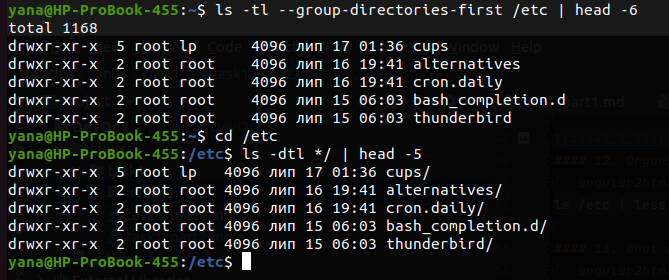 yana@HP-ProBook-455:~$ ls -tl --group-directories-first /etc | head -6
total 1168
drwxr-xr-x  5 root lp      4096 лип 17 01:36 cups
drwxr-xr-x  2 root root    4096 лип 16 19:41 alternatives
drwxr-xr-x  2 root root    4096 лип 16 19:41 cron.daily
drwxr-xr-x  2 root root    4096 лип 15 06:03 bash_completion.d
drwxr-xr-x  2 root root    4096 лип 15 06:03 thunderbird
yana@HP-ProBook-455:~$ cd /etc
yana@HP-ProBook-455:/etc$ ls -dtl */ | head -5
drwxr-xr-x  5 root lp   4096 лип 17 01:36 cups/
drwxr-xr-x  2 root root 4096 лип 16 19:41 alternatives/
drwxr-xr-x  2 root root 4096 лип 16 19:41 cron.daily/
drwxr-xr-x  2 root root 4096 лип 15 06:03 bash_completion.d/
drwxr-xr-x  2 root root 4096 лип 15 06:03 thunderbird/
yana@HP-ProBook-455:/etc$